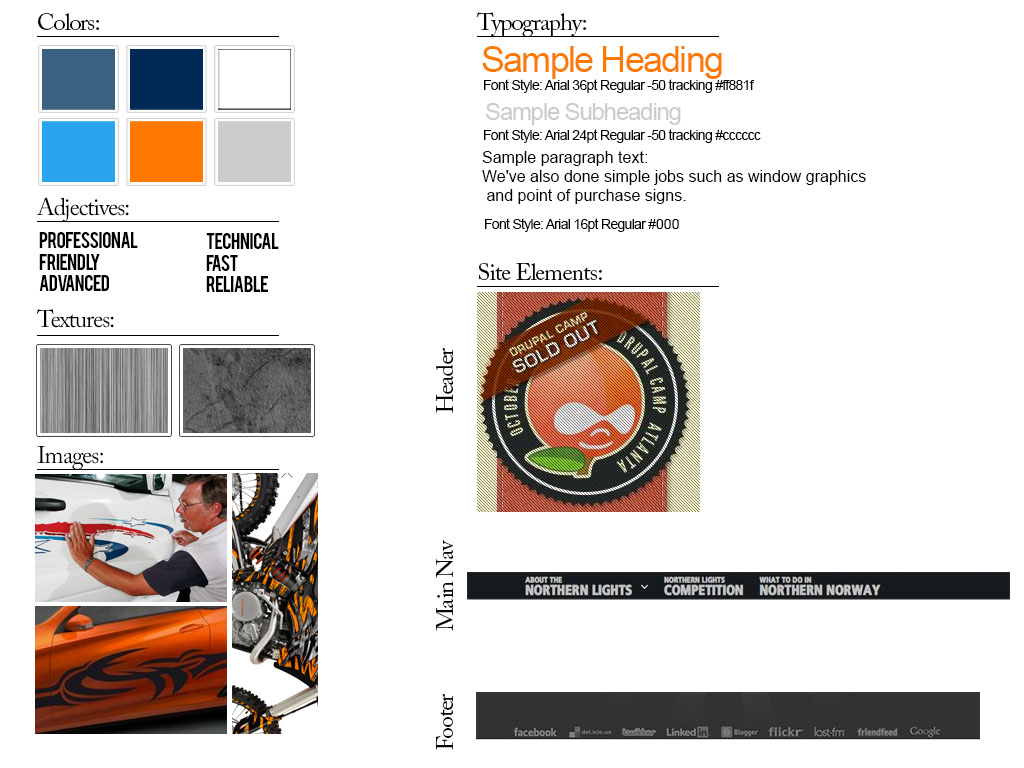 Colors:
Adjectives:
PROFESSIONAL
FRIENDLY
ADVANCED
TECHNICAL
FAST
RELIABLE
Textures:
Images:
Typography:
Sample Heading
Font Style: Arial 36pt Regular -50 tracking #ff881f
Sample Subheading
Font Style: Arial 24pt Regular -50 tracking #cccccc
Sample paragraph text:
We've also done simple jobs such as window graphics
and point of purchase signs.
Font Style: Arial 16pt Regular #000
Site Elements:
Header
DRUPAL CAMP
SOLD OUT
OCTOBE
DRUPAL CAMP ATLANTA
Main Nav
ABOUT THE
NORTHERN LIGHTS
NORTHERN LIGHTS
COMPETITION
WHAT TO DO IN
NORTHERN NORWAY
Footer
facebook del.icio.us twitter LinkedIn Blogger flickr lost·fm friendfeed Google